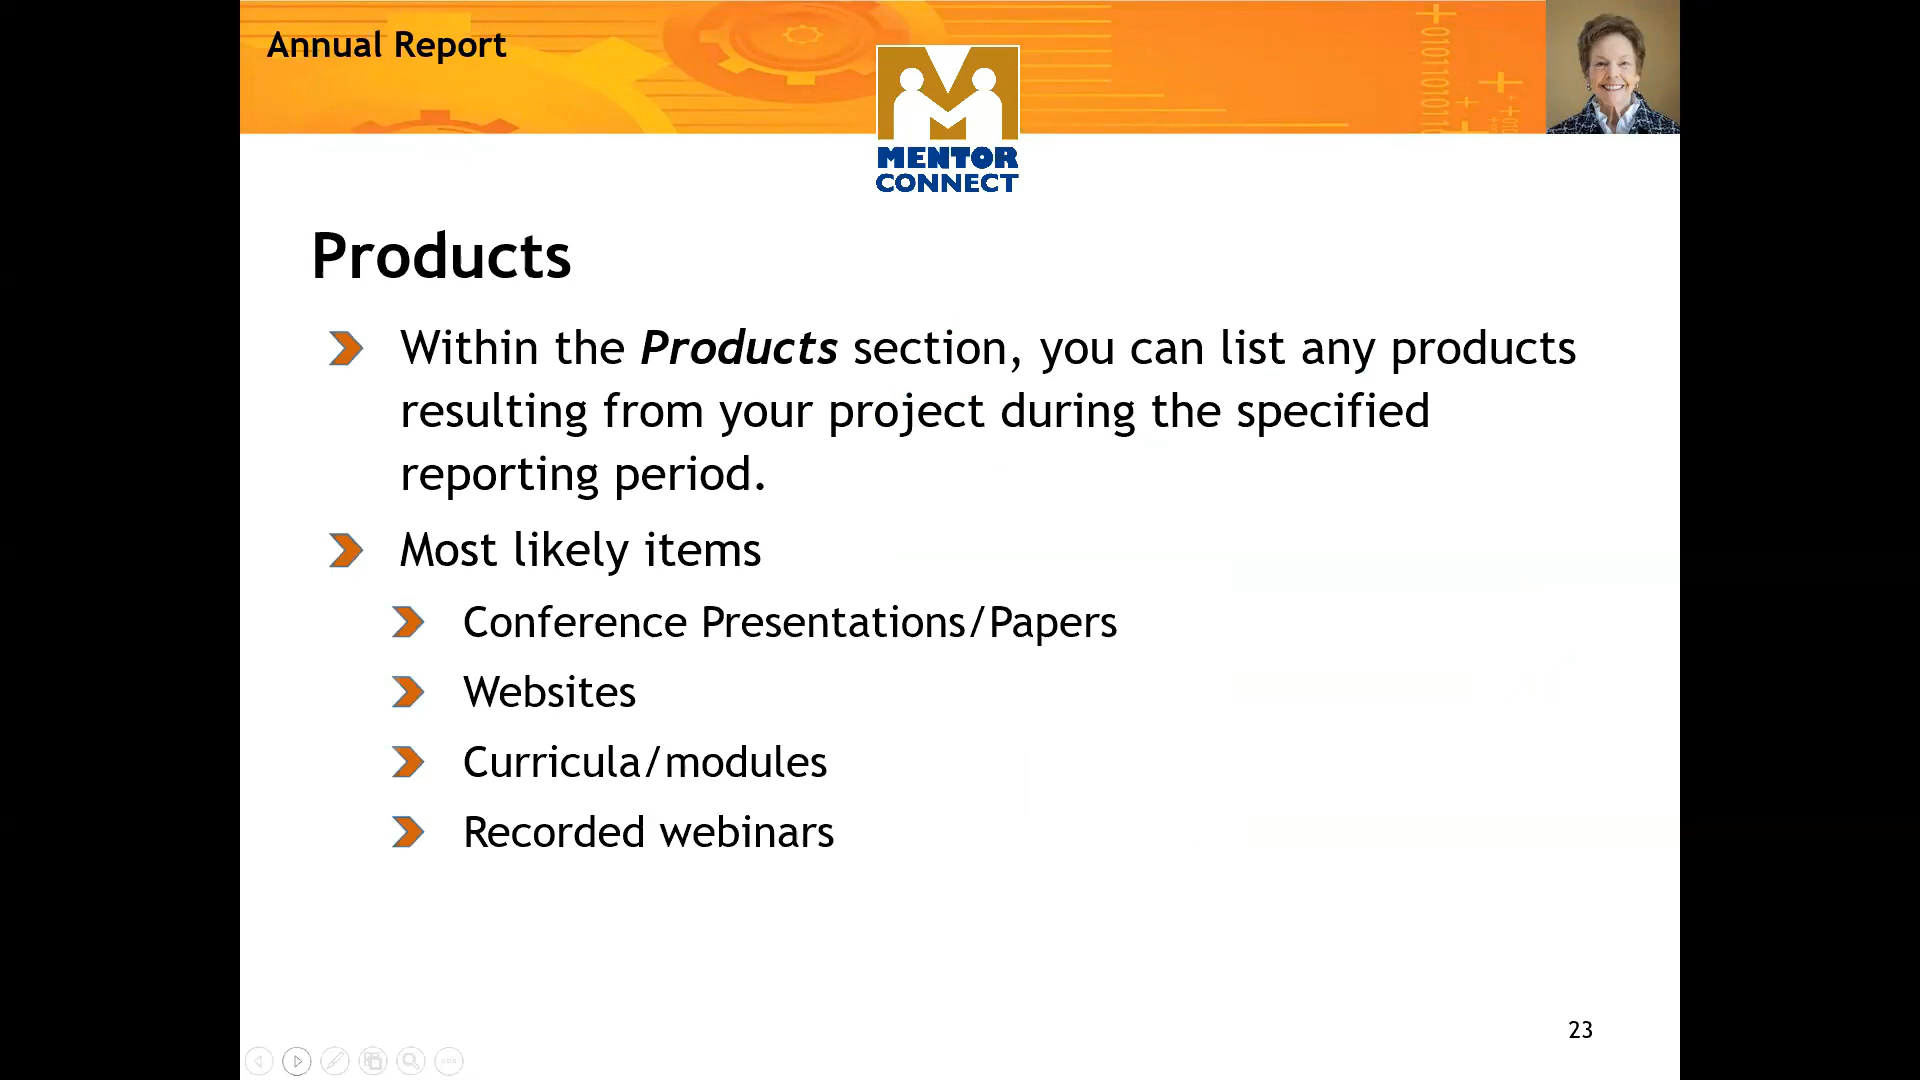 Annual Report
MENTOR
CONNECT
Products
Within the Products section, you can list any products
resulting from your project during the specified
reporting period.
Most likely items
Conference Presentations/Papers
Websites
Curricula/modules
Recorded webinars
23